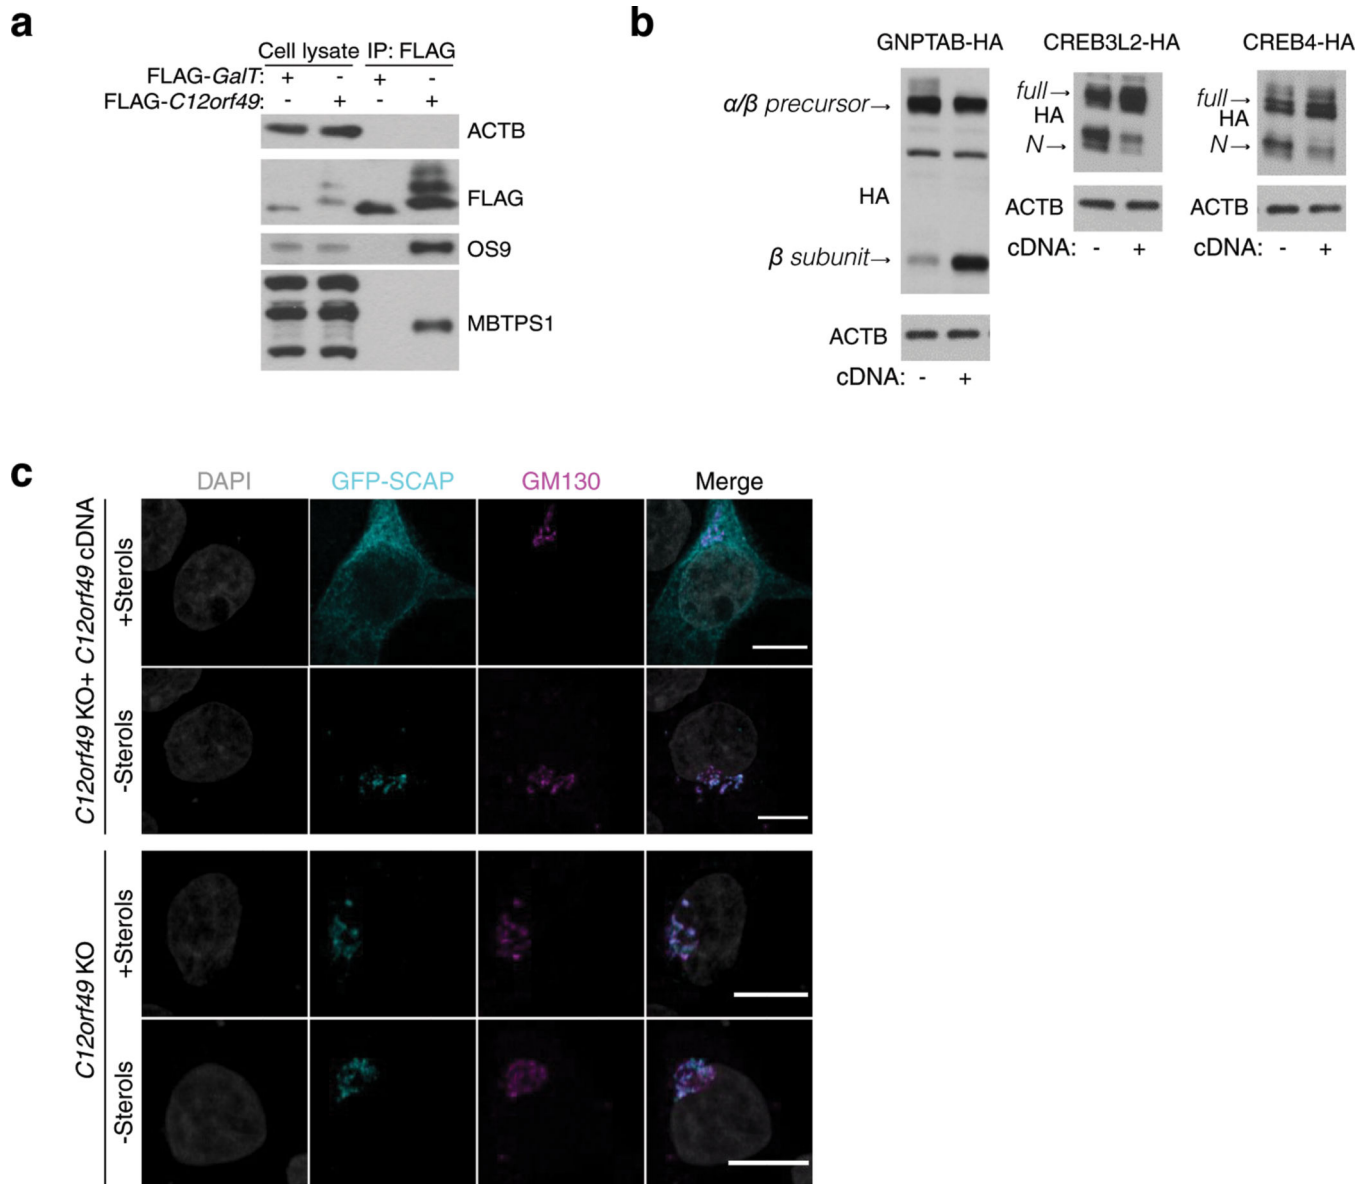 a
Cell lysate IP: FLAG
FLAG-GalT: + - + -
FLAG-C12orf49: - + - +
ACTB
FLAG
OS9
MBTPS1
b
GNPTAB-HA
α/β precursor→
HA
β subunit→
ACTB
cDNA: - +
CREB3L2-HA
full→
HA
N→
ACTB
cDNA: - +
CREB4-HA
full→
HA
N→
ACTB
cDNA: - +
c
DAPI GFP-SCAP GM130 Merge
C12orf49 KO+ C12orf49 cDNA
+Sterols
-Sterols
C12orf49 KO
+Sterols
-Sterols